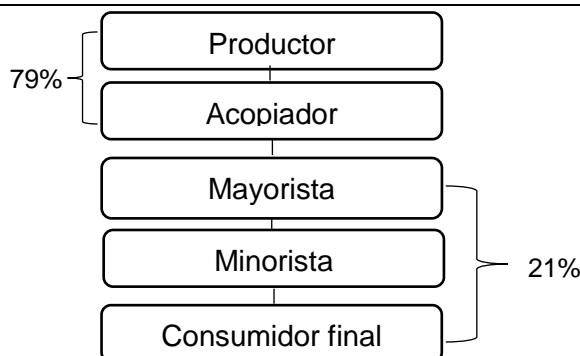 Productor
79%
Acopiador
Mayorista
Minorista
21%
Consumidor final